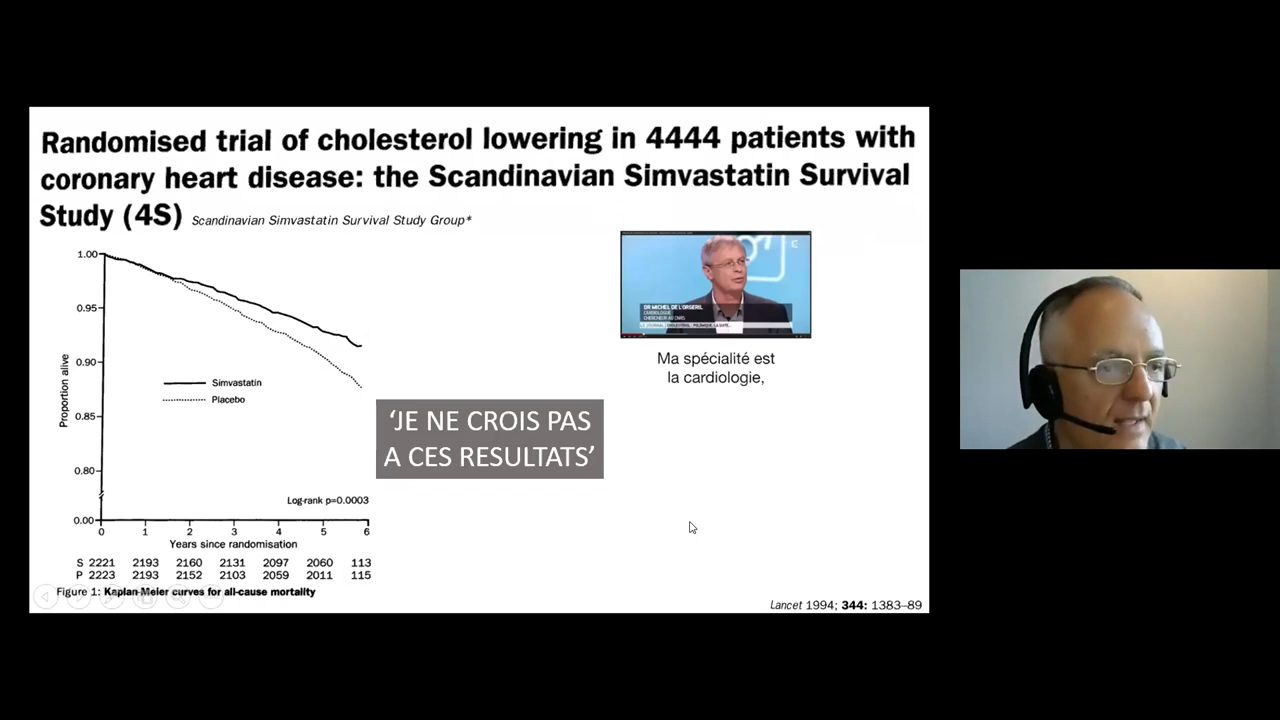 Randomised trial of cholesterol lowering in 4444 patients with
coronary heart disease: the Scandinavian Simvastatin Survival
Study (4S) Scandinavian Simvastatin Survival Study Group*
1.00
0.95
0.90
0.85
0.80
0.00
Proportion alive
Simvastatin
Placebo
Log-rank p=0.0003
0 1 2 3 4 5 6
Years since randomisation
S 2221 2193 2160 2131 2097 2060 113
P 2223 2193 2152 2103 2059 2011 115
Figure 1: Kaplan-Meier curves for all-cause mortality
'JE NE CROIS PAS
A CES RESULTATS'
DR MICHEL DE LORGERIL
CARDIOLOGUE
CHERCHEUR AU CNRS
Ma spécialité est
la cardiologie,
Lancet 1994; 344: 1383–89